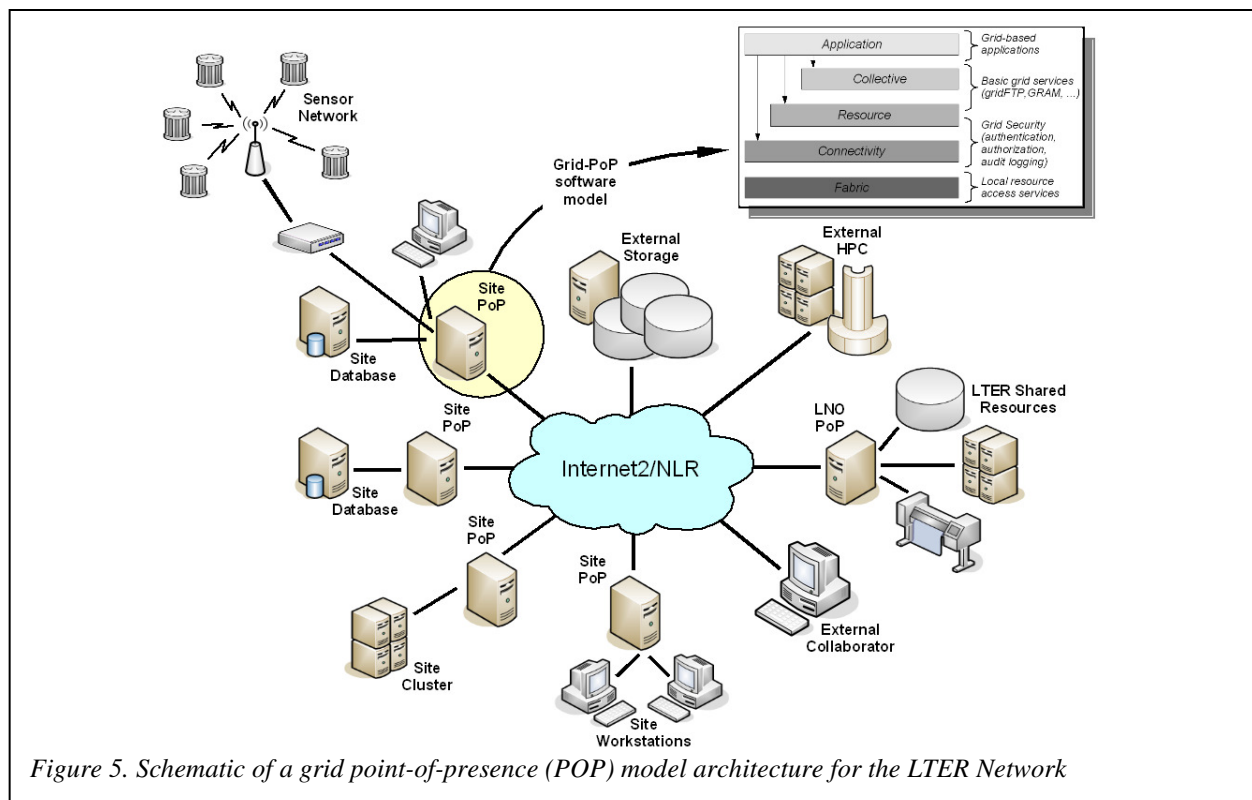 Application
Grid-based
applications
Collective
Basic grid services
(gridFTP,GRAM, ...)
Resource
Grid Security
(authentication,
authorization,
audit logging)
Connectivity
Fabric
Local resource
access services
Sensor
Network
Grid-PoP
software
model
External
Storage
External
HPC
Site
PoP
Site
Database
LNO
PoP
LTER Shared
Resources
Site
PoP
Site
Database
Internet2/NLR
Site
PoP
Site
Cluster
Site
PoP
Site
Workstations
External
Collaborator
Figure 5. Schematic of a grid point-of-presence (POP) model architecture for the LTER Network